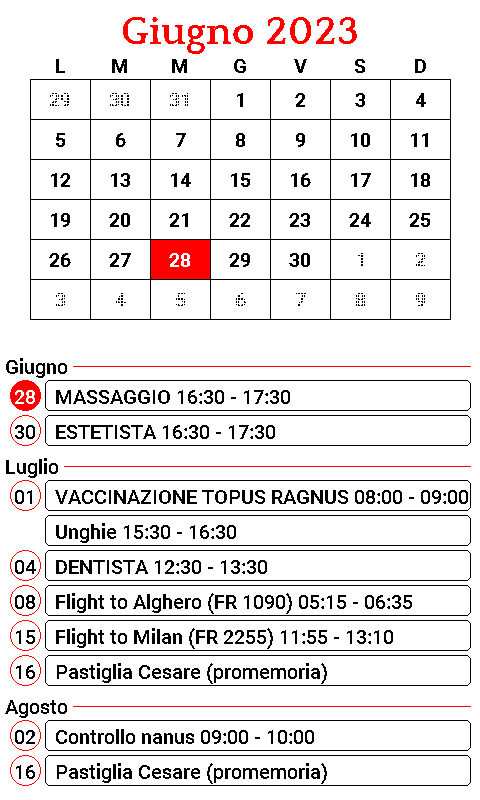 Giugno 2023
L M M G V S D
29 30 31 1 2 3 4
5 6 7 8 9 10 11
12 13 14 15 16 17 18
19 20 21 22 23 24 25
26 27 28 29 30 1 2
3 4 5 6 7 8 9
Giugno
28 MASSAGGIO 16:30 - 17:30
30 ESTETISTA 16:30 - 17:30
Luglio
01 VACCINAZIONE TOPUS RAGNUS 08:00 - 09:00
Unghie 15:30 - 16:30
04 DENTISTA 12:30 - 13:30
08 Flight to Alghero (FR 1090) 05:15 - 06:35
15 Flight to Milan (FR 2255) 11:55 - 13:10
16 Pastiglia Cesare (promemoria)
Agosto
02 Controllo nanus 09:00 - 10:00
16 Pastiglia Cesare (promemoria)